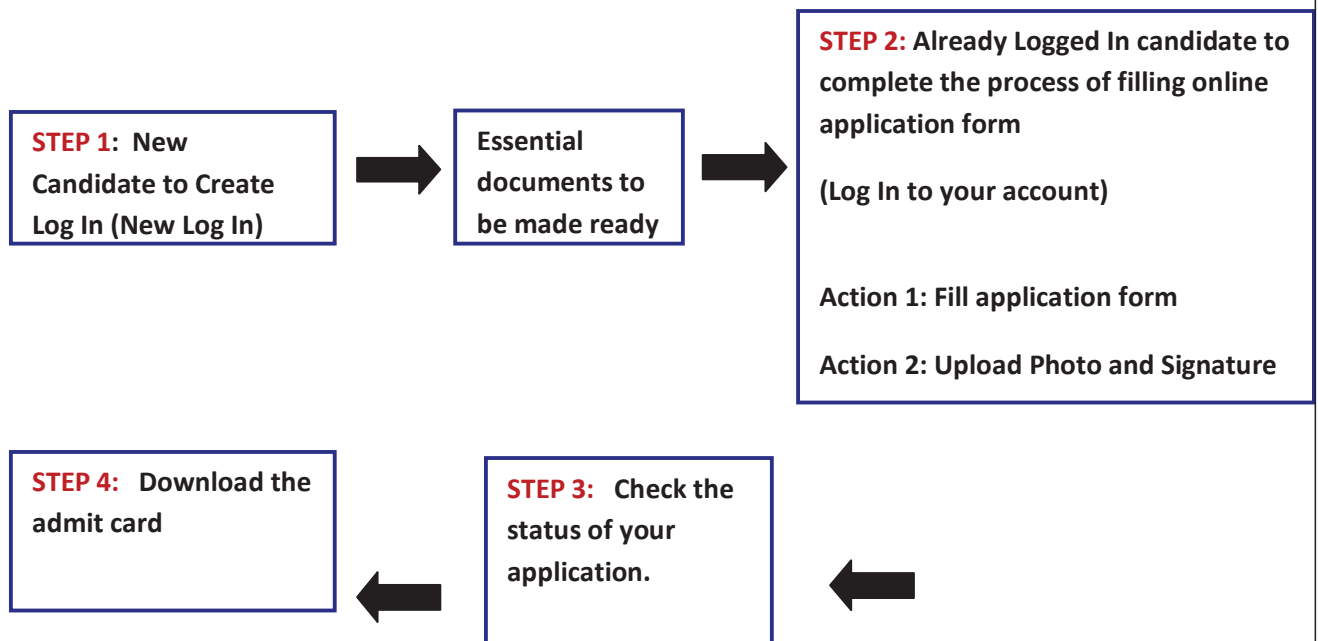 STEP 1: New
Candidate to Create
Log In (New Log In)
Essential
documents to
be made ready
STEP 2: Already Logged In candidate to
complete the process of filling online
application form
(Log In to your account)
Action 1: Fill application form
Action 2: Upload Photo and Signature
STEP 3: Check the
status of your
application.
STEP 4: Download the
admit card